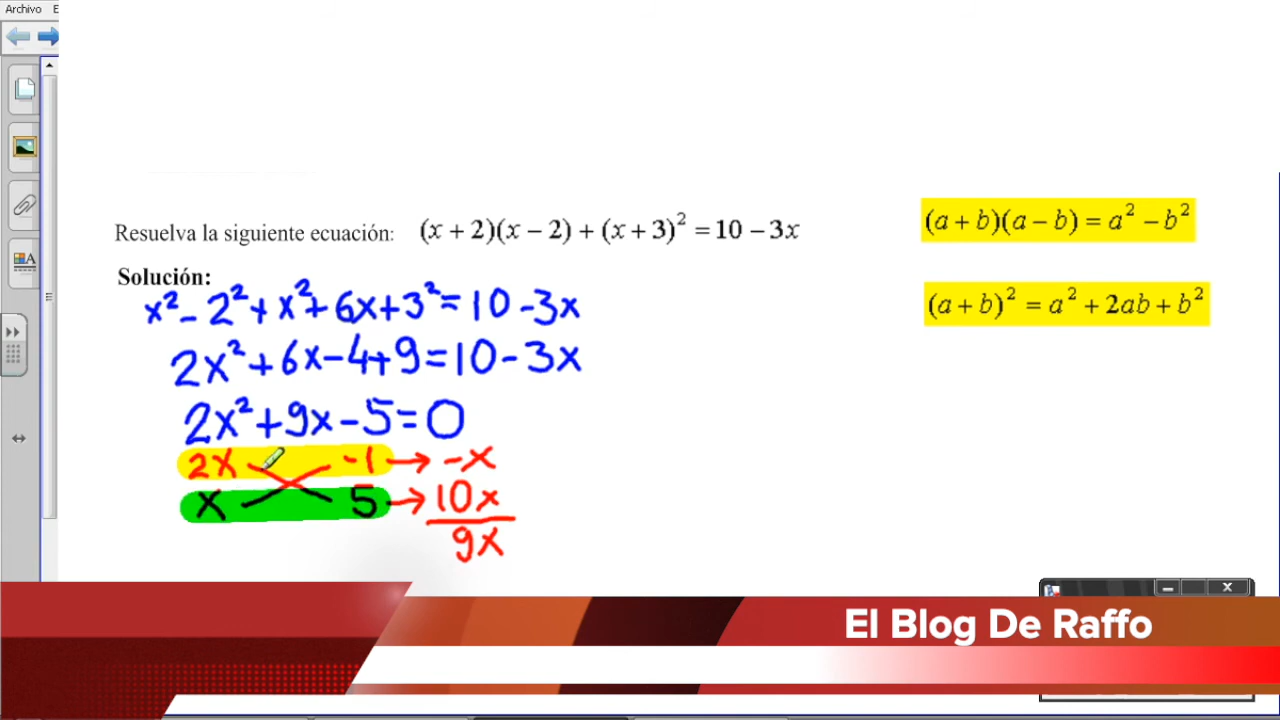 Archivo E
Resuelva la siguiente ecuación: (x + 2)(x − 2) + (x + 3)² = 10 − 3x
(a + b)(a − b) = a² − b²
Solución:
(a + b)² = a² + 2ab + b²
x² - 2² + x² + 6x + 3² = 10 - 3x
2x² + 6x - 4 + 9 = 10 - 3x
2x² + 9x - 5 = 0
2x -1 → -x
x 5 → 10x
9x
El Blog De Raffo